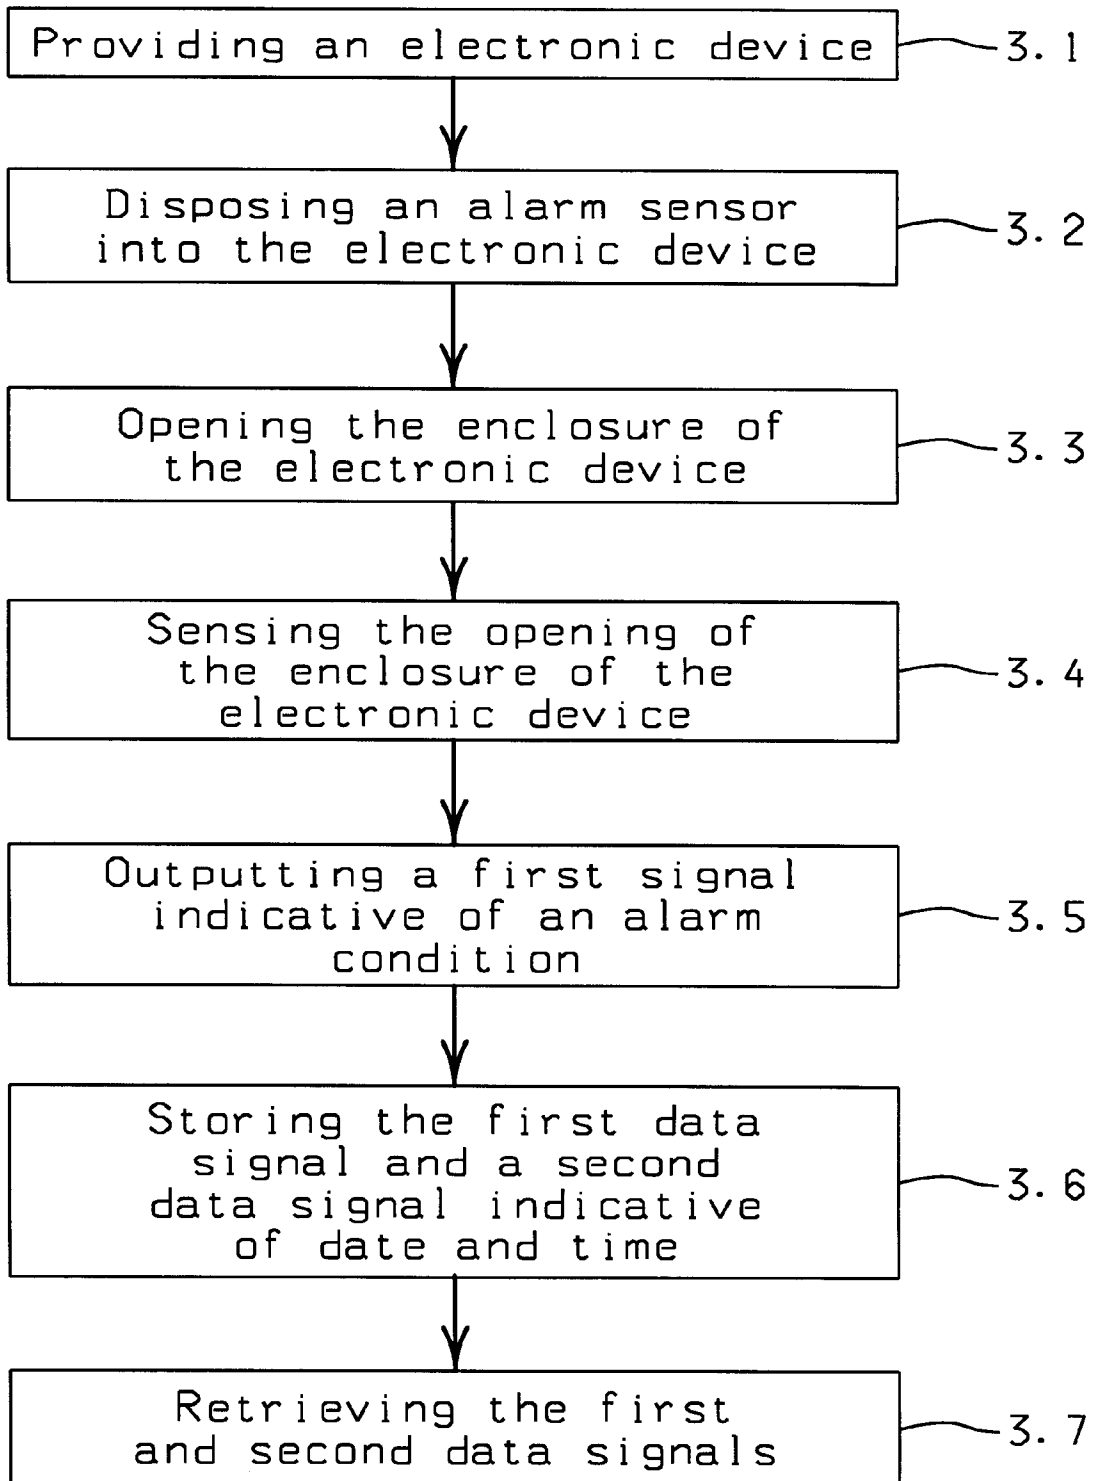 Providing an electronic device
3.1
Disposing an alarm sensor
into the electronic device
3.2
Opening the enclosure of
the electronic device
3.3
Sensing the opening of
the enclosure of the
electronic device
3.4
Outputting a first signal
indicative of an alarm
condition
3.5
Storing the first data
signal and a second
data signal indicative
of date and time
3.6
Retrieving the first
and second data signals
3.7